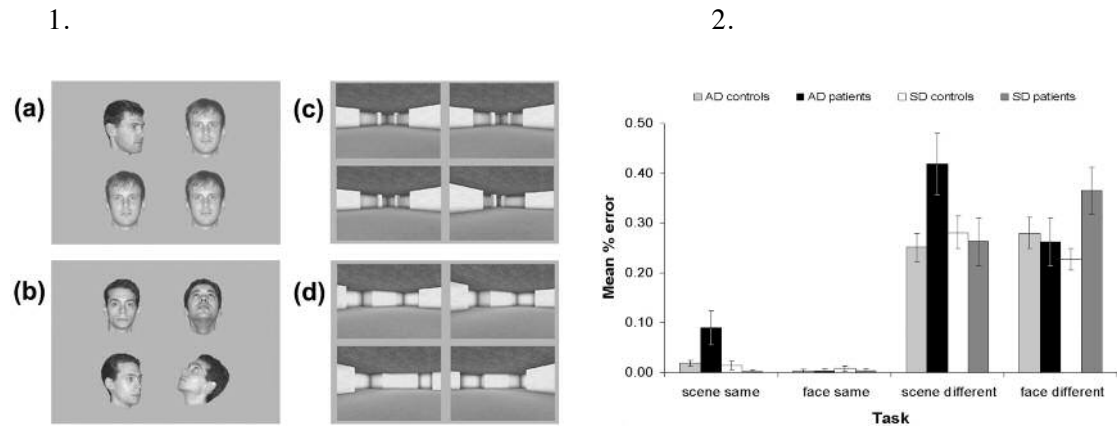 1.
2.
(a)
(b)
(c)
(d)
AD controls AD patients SD controls SD patients
Mean % error
0.50
0.40
0.30
0.20
0.10
0.00
scene same face same scene different face different
Task